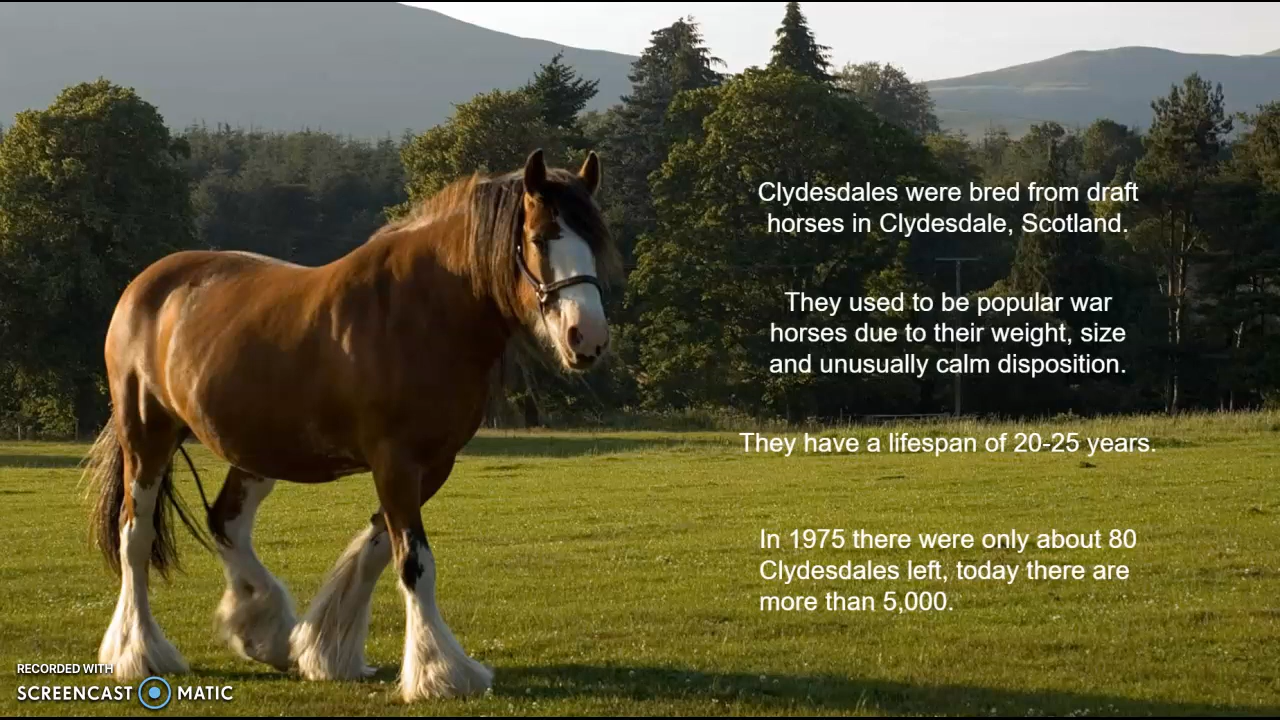 Clydesdales were bred from draft
horses in Clydesdale, Scotland.
They used to be popular war
horses due to their weight, size
and unusually calm disposition.
They have a lifespan of 20-25 years.
In 1975 there were only about 80
Clydesdales left, today there are
more than 5,000.
RECORDED WITH
SCREENCAST MATIC